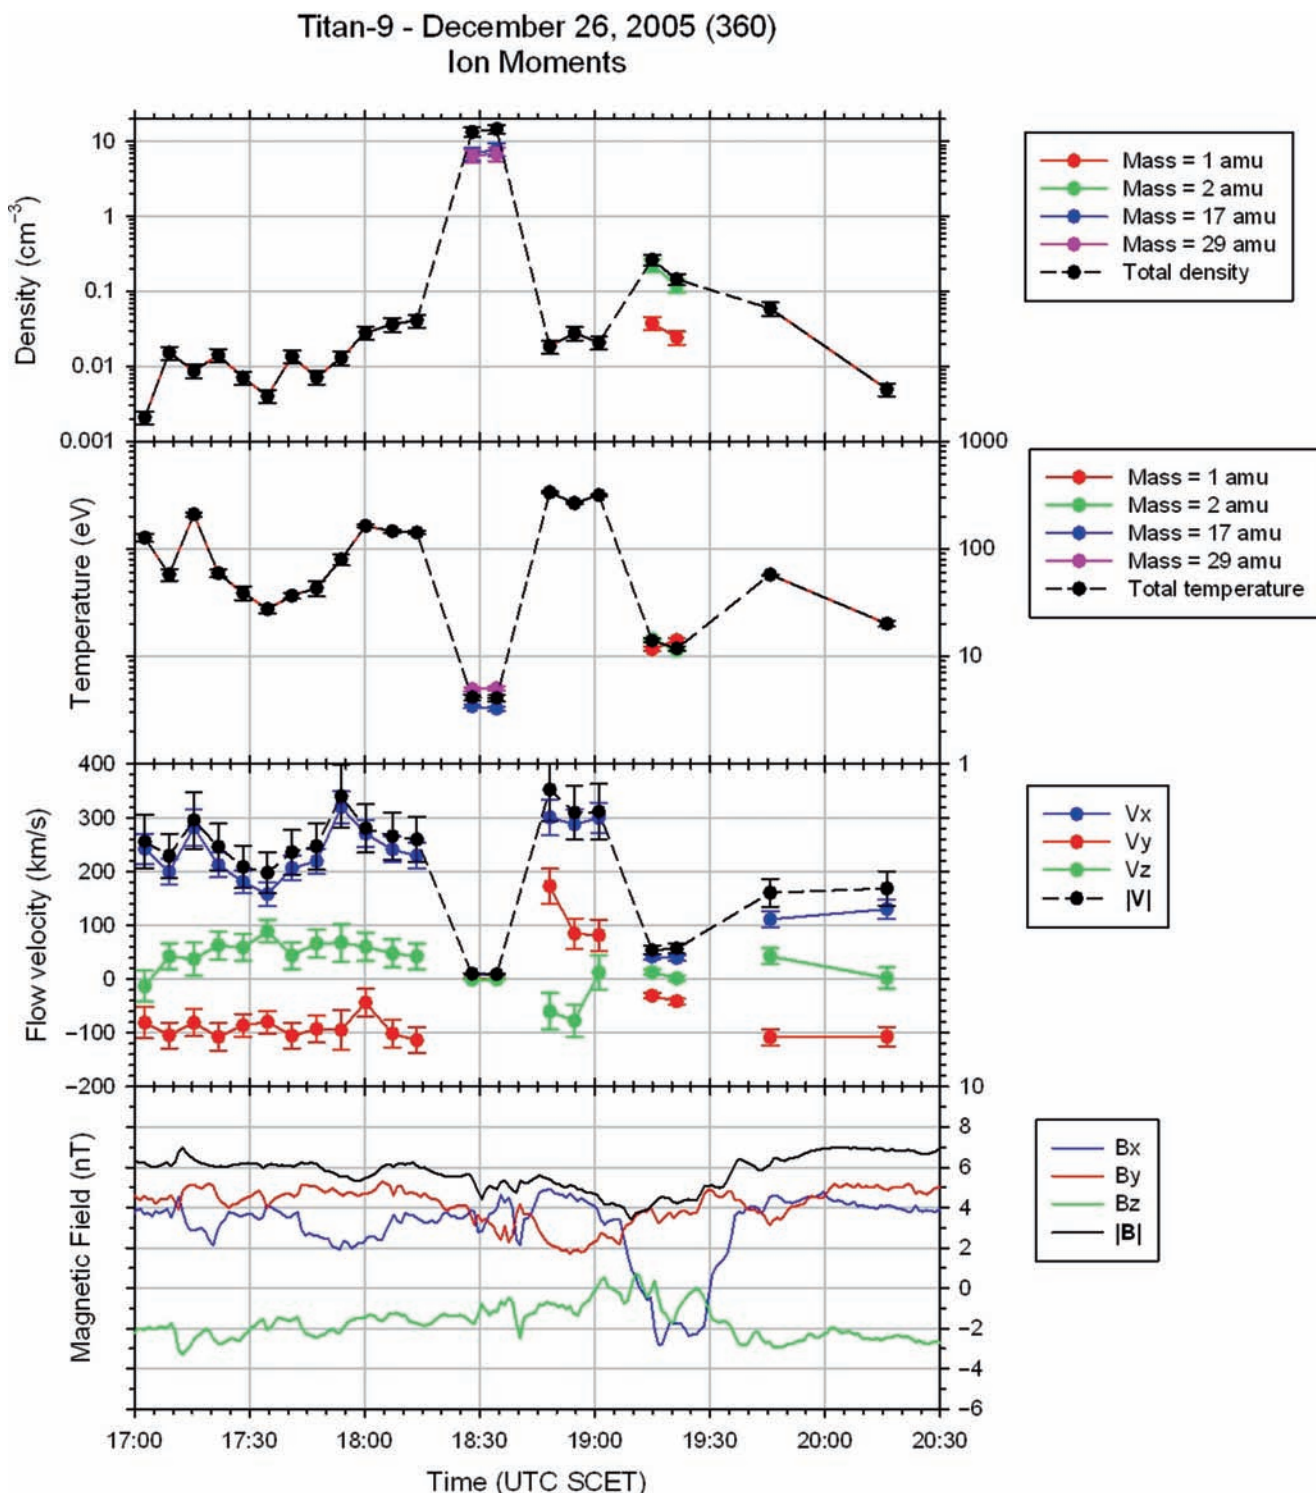 Titan-9 - December 26, 2005 (360)
Ion Moments
Density (cm−3)
10
1
0.1
0.01
0.001
Mass = 1 amu
Mass = 2 amu
Mass = 17 amu
Mass = 29 amu
Total density
Temperature (eV)
1000
100
10
1
Mass = 1 amu
Mass = 2 amu
Mass = 17 amu
Mass = 29 amu
Total temperature
Flow velocity (km/s)
400
300
200
100
0
−100
−200
Vx
Vy
Vz
|V|
Magnetic Field (nT)
10
8
6
4
2
0
−2
−4
−6
Bx
By
Bz
|B|
17:00 17:30 18:00 18:30 19:00 19:30 20:00 20:30
Time (UTC SCET)